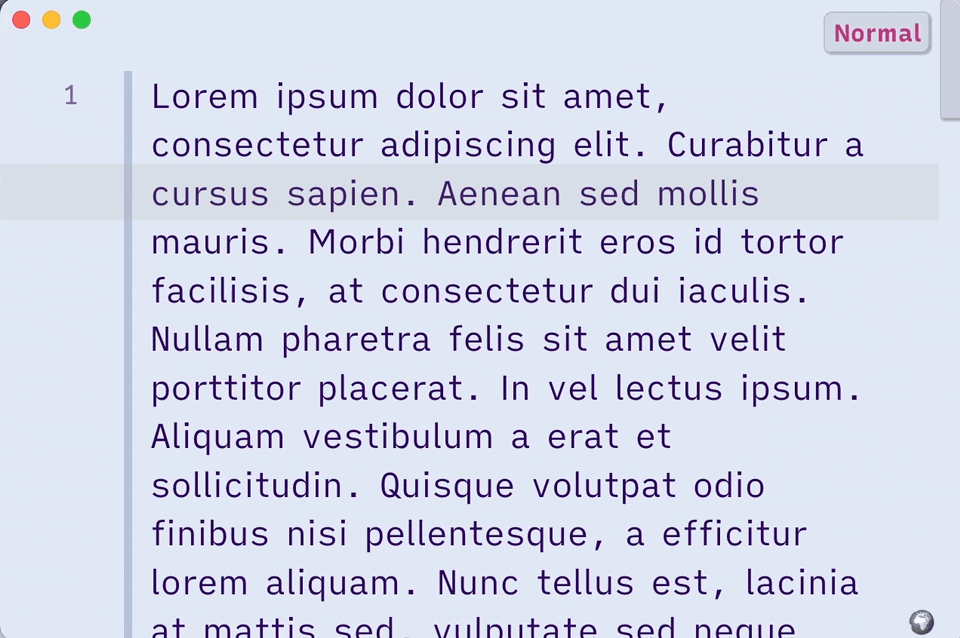 Normal
1
Lorem ipsum dolor sit amet,
consectetur adipiscing elit. Curabitur a
cursus sapien. Aenean sed mollis
mauris. Morbi hendrerit eros id tortor
facilisis, at consectetur dui iaculis.
Nullam pharetra felis sit amet velit
porttitor placerat. In vel lectus ipsum.
Aliquam vestibulum a erat et
sollicitudin. Quisque volutpat odio
finibus nisi pellentesque, a efficitur
lorem aliquam. Nunc tellus est, lacinia
at mattis sed, vulputate sed neque